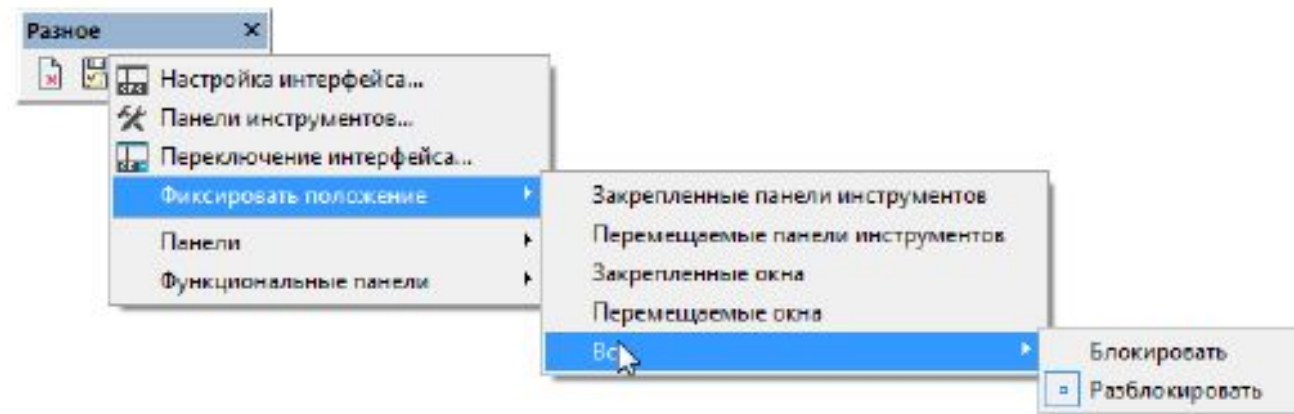 Разное
Настройка интерфейса...
Панели инструментов...
Переключение интерфейса...
Фиксировать положение
Панели
Функциональные панели
Закрепленные панели инструментов
Перемещаемые панели инструментов
Закрепленные окна
Перемещаемые окна
Блокировать
Разблокировать